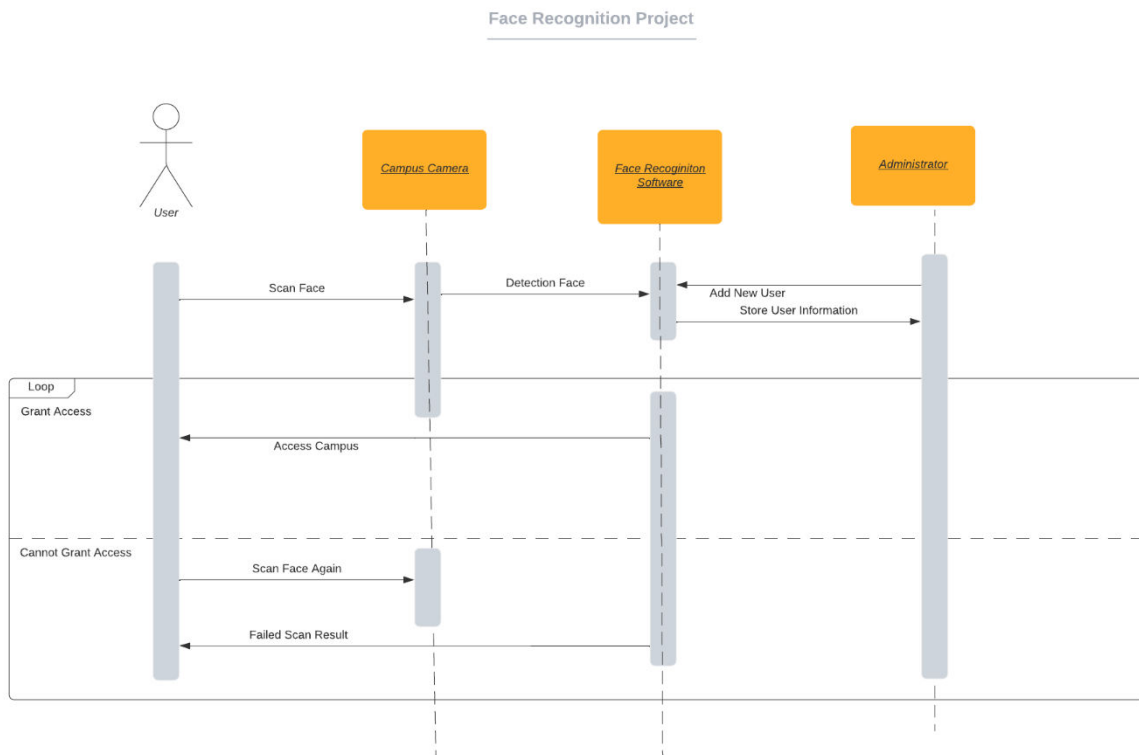 Face Recognition Project
Campus Camera
Face Recoginiton
Software
Administrator
User
Scan Face
Detection Face
Add New User
Store User Information
Loop
Grant Access
Access Campus
Cannot Grant Access
Scan Face Again
Failed Scan Result